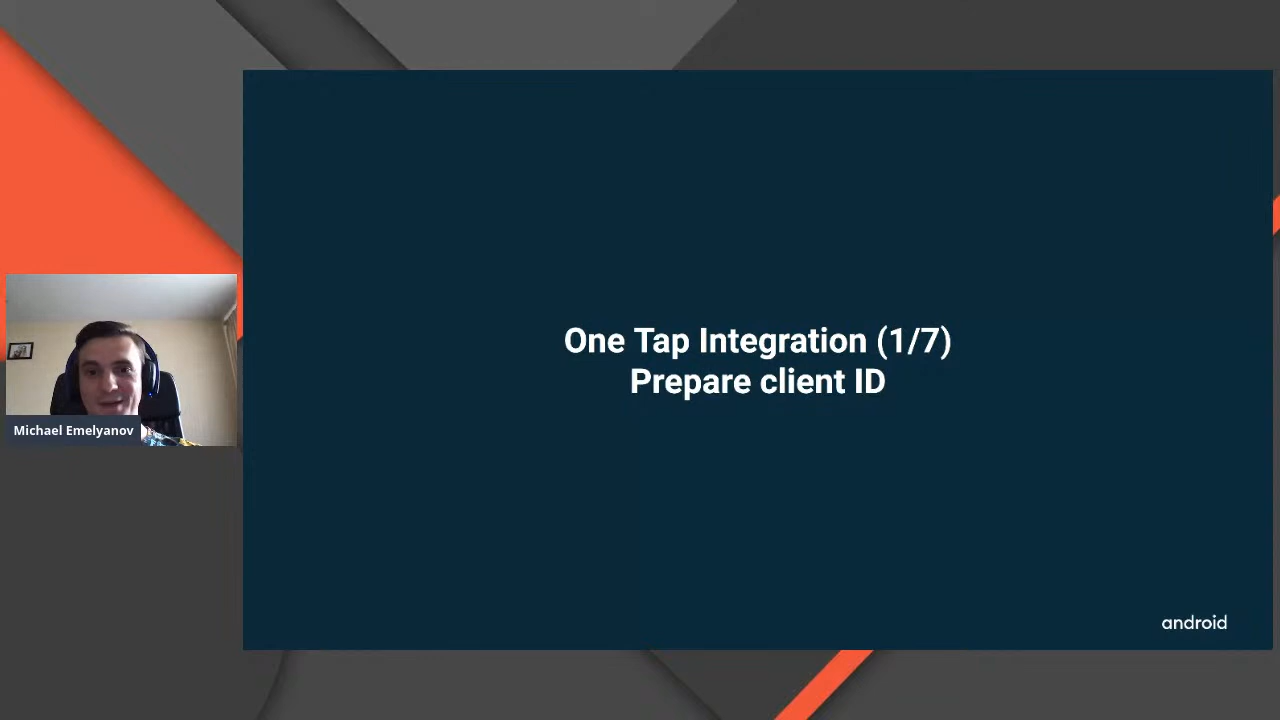 One Tap Integration (1/7)
Prepare client ID
Michael Emelyanov
android